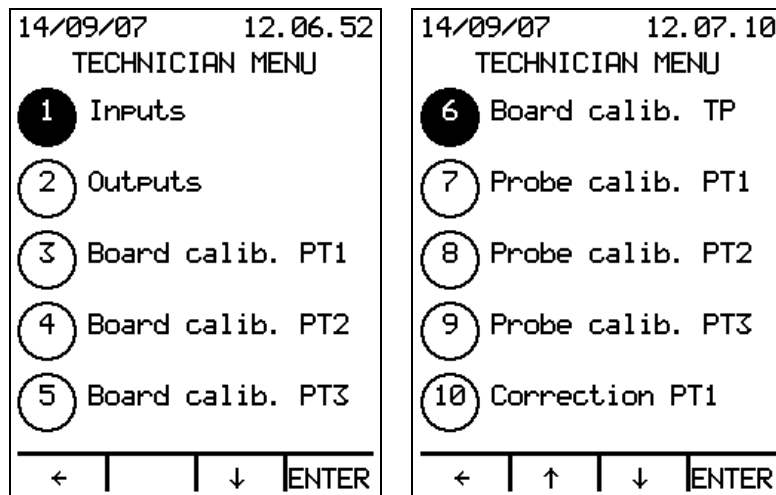 14/09/07 12.06.52
TECHNICIAN MENU
1 Inputs
2 Outputs
3 Board calib. PT1
4 Board calib. PT2
5 Board calib. PT3
← ↓ ENTER
14/09/07 12.07.10
TECHNICIAN MENU
6 Board calib. TP
7 Probe calib. PT1
8 Probe calib. PT2
9 Probe calib. PT3
10 Correction PT1
← ↑ ↓ ENTER